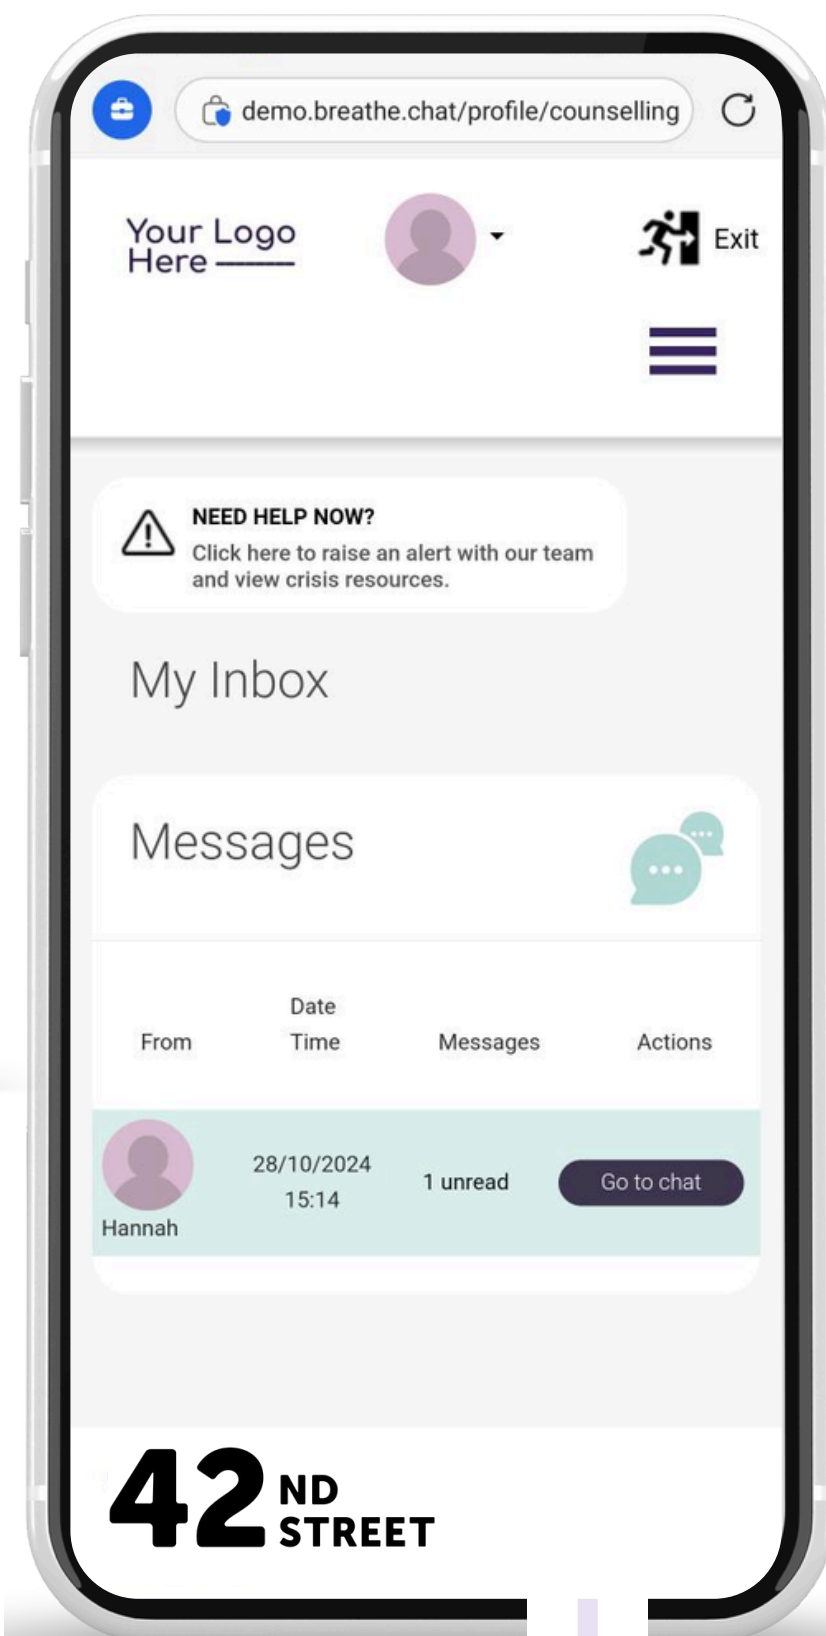 demo.breathe.chat/profile/counselling
Your Logo
Here
Exit
NEED HELP NOW?
Click here to raise an alert with our team
and view crisis resources.
My Inbox
Messages
From
Date
Time
Messages
Actions
Hannah
28/10/2024
15:14
1 unread
Go to chat
42 ND
STREET